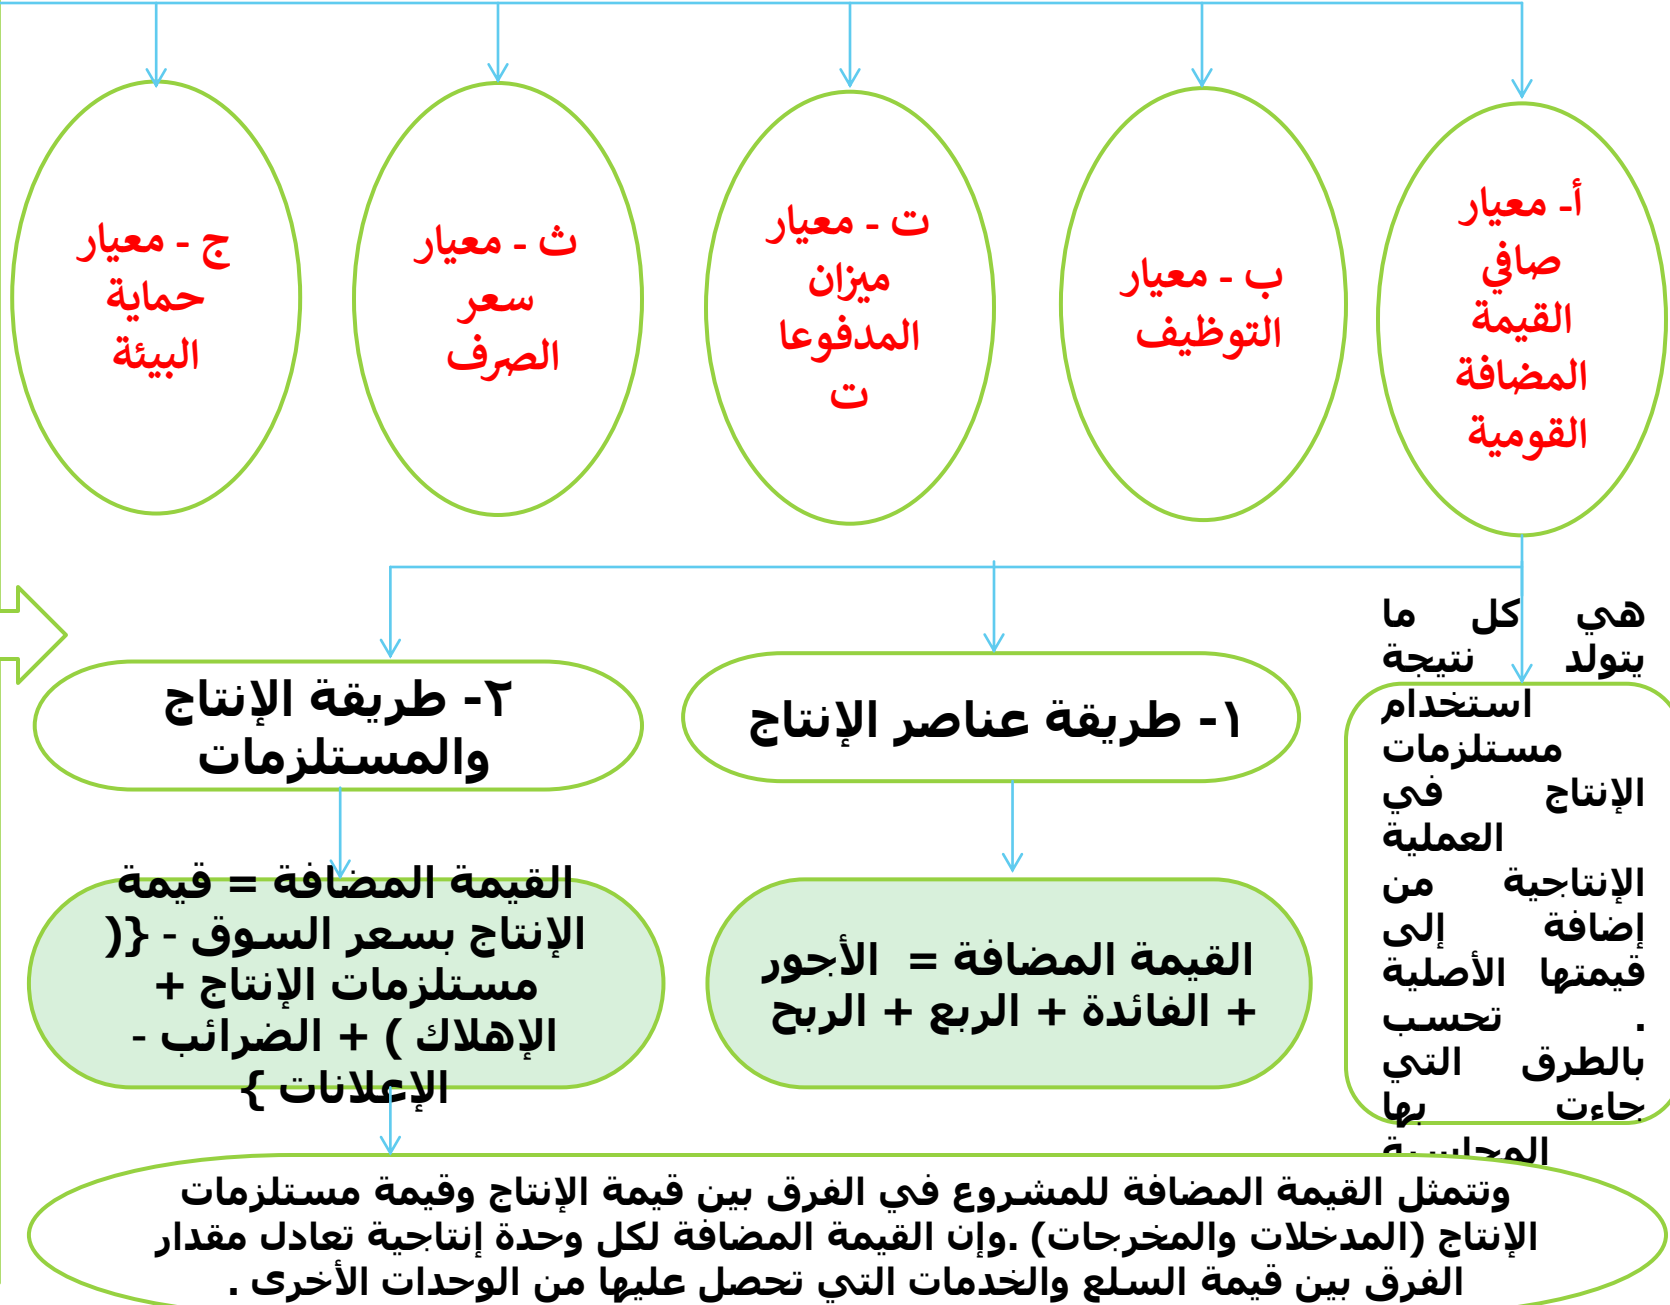 أ- معيار
صافي
القيمة
المضافة
القومية
ب - معيار
التوظيف
ت - معيار
ميزان
المدفوعا
ت
ث - معيار
سعر
الصرف
ج - معيار
حماية
البيئة
هي كل ما
يتولد نتيجة
استخدام
مستلزمات
الإنتاج في
العملية
الإنتاجية من
إضافة إلى
قيمتها الأصلية
. تحسب
بالطرق التي
جاءت بها
المحاسبة
١- طريقة عناصر الإنتاج
القيمة المضافة = الأجور
+ الفائدة + الريع + الربح
٢- طريقة الإنتاج
والمستلزمات
القيمة المضافة = قيمة
الإنتاج بسعر السوق - {(
مستلزمات الإنتاج +
الإهلاك ) + الضرائب -
الإعلانات }
وتتمثل القيمة المضافة للمشروع في الفرق بين قيمة الإنتاج وقيمة مستلزمات
الإنتاج (المدخلات والمخرجات) .وإن القيمة المضافة لكل وحدة إنتاجية تعادل مقدار
الفرق بين قيمة السلع والخدمات التي تحصل عليها من الوحدات الأخرى .